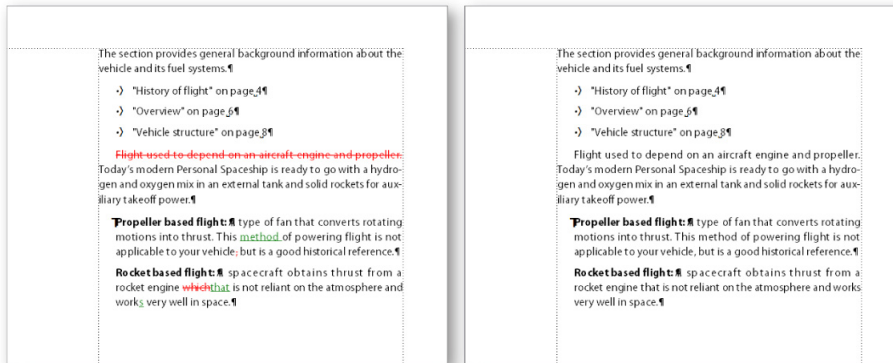 The section provides general background information about the
vehicle and its fuel systems.¶
"History of flight" on page 4¶
"Overview" on page 6¶
"Vehicle structure" on page 8¶
Flight used to depend on an aircraft engine and propeller.
Today's modern Personal Spaceship is ready to go with a hydro-
gen and oxygen mix in an external tank and solid rockets for aux-
iliary takeoff power.¶
Propeller based flight: ¶ type of fan that converts rotating
motions into thrust. This method of powering flight is not
applicable to your vehicle, but is a good historical reference.¶
Rocket based flight: ¶ spacecraft obtains thrust from a
rocket engine whichthat is not reliant on the atmosphere and
works very well in space.¶
The section provides general background information about the
vehicle and its fuel systems.¶
"History of flight" on page 4¶
"Overview" on page 6¶
"Vehicle structure" on page 8¶
Flight used to depend on an aircraft engine and propeller.
Today's modern Personal Spaceship is ready to go with a hydro-
gen and oxygen mix in an external tank and solid rockets for aux-
iliary takeoff power.¶
Propeller based flight: ¶ type of fan that converts rotating
motions into thrust. This method of powering flight is not
applicable to your vehicle, but is a good historical reference.¶
Rocket based flight: ¶ spacecraft obtains thrust from a
rocket engine that is not reliant on the atmosphere and works
very well in space.¶